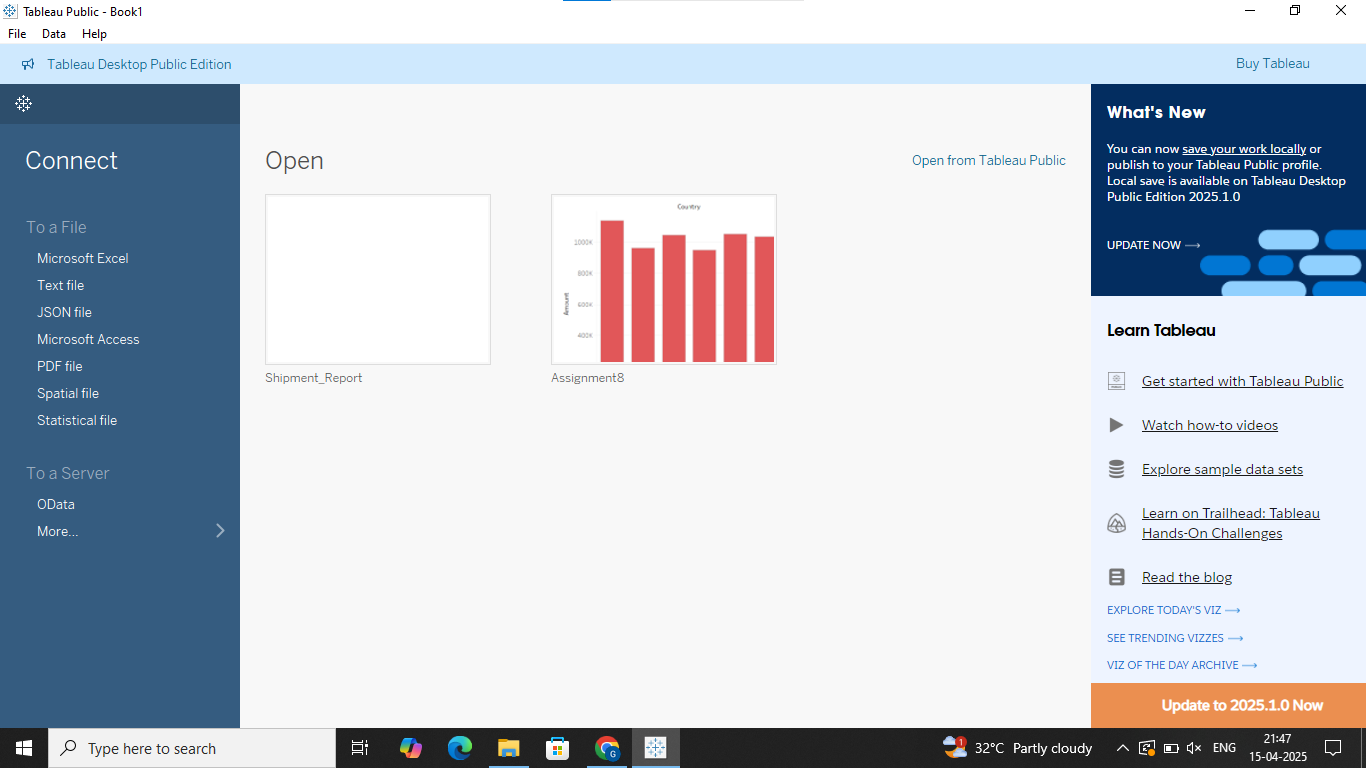 Tableau Public - Book1
File Data Help
Tableau Desktop Public Edition
Buy Tableau
Connect
To a File
Microsoft Excel
Text file
JSON file
Microsoft Access
PDF file
Spatial file
Statistical file
To a Server
OData
More...
Open
Open from Tableau Public
Shipment_Report
Country
1000K
800K
600K
400K
Amount
Assignment8
What's New
You can now save your work locally or
publish to your Tableau Public profile.
Local save is available on Tableau Desktop
Public Edition 2025.1.0
UPDATE NOW
Learn Tableau
Get started with Tableau Public
Watch how-to videos
Explore sample data sets
Learn on Trailhead: Tableau
Hands-On Challenges
Read the blog
EXPLORE TODAY'S VIZ
SEE TRENDING VIZZES
VIZ OF THE DAY ARCHIVE
Update to 2025.1.0 Now
Type here to search
G
1
32°C Partly cloudy
ENG
21:47
15-04-2025